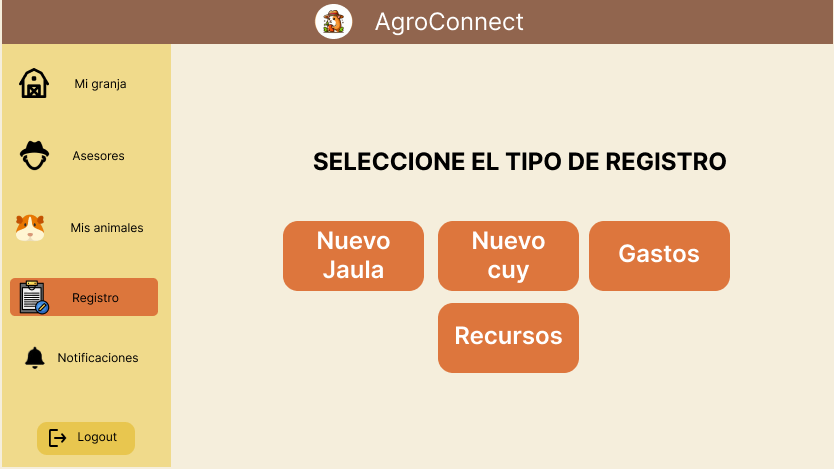 AgroConnect
Mi granja
Asesores
Mis animales
Registro
Notificaciones
Logout
SELECCIONE EL TIPO DE REGISTRO
Nuevo
Jaula
Nuevo
cuy
Gastos
Recursos